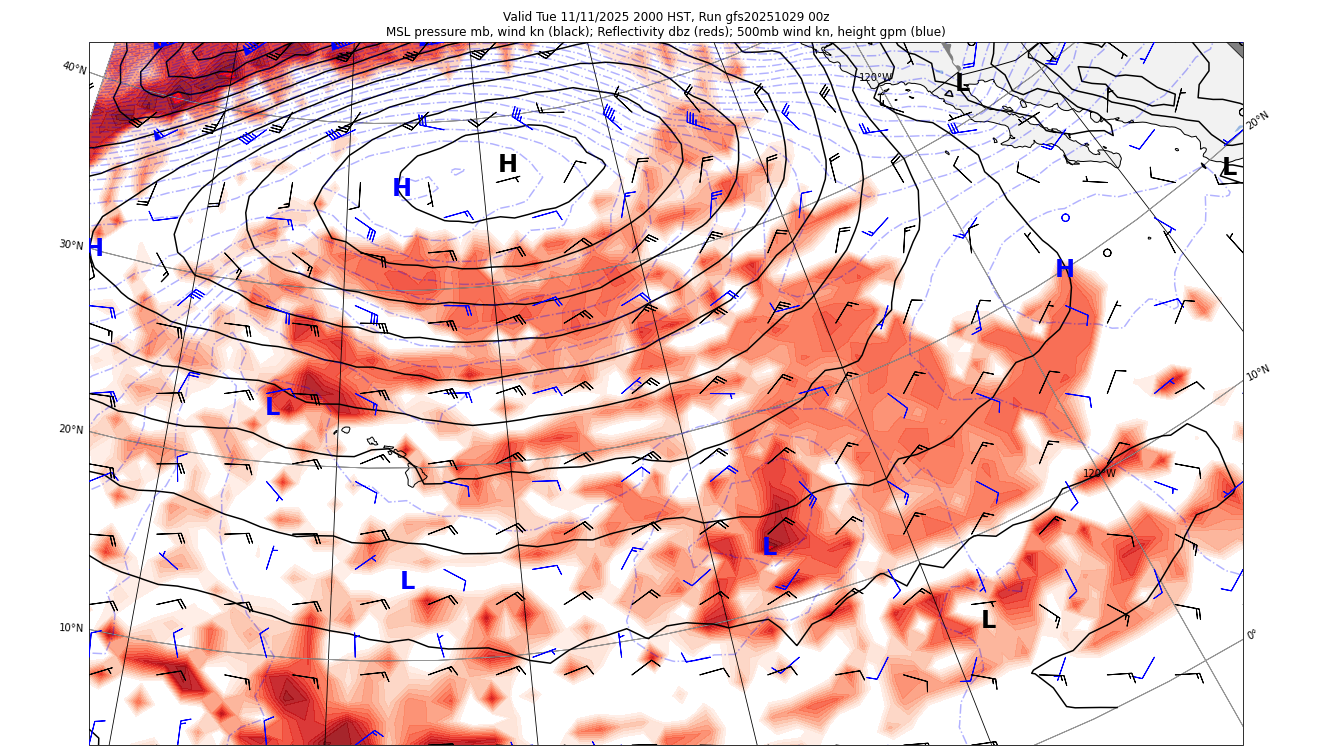 Valid Tue 11/11/2025 2000 HST, Run gfs20251029 00z
MSL pressure mb, wind kn (black); Reflectivity dbz (reds); 500mb wind kn, height gpm (blue)
40°N
120°W
L
20°N
H
L
H
30°N
H
H
10°N
L
20°N
120°W
L
L
10°N
L
0°